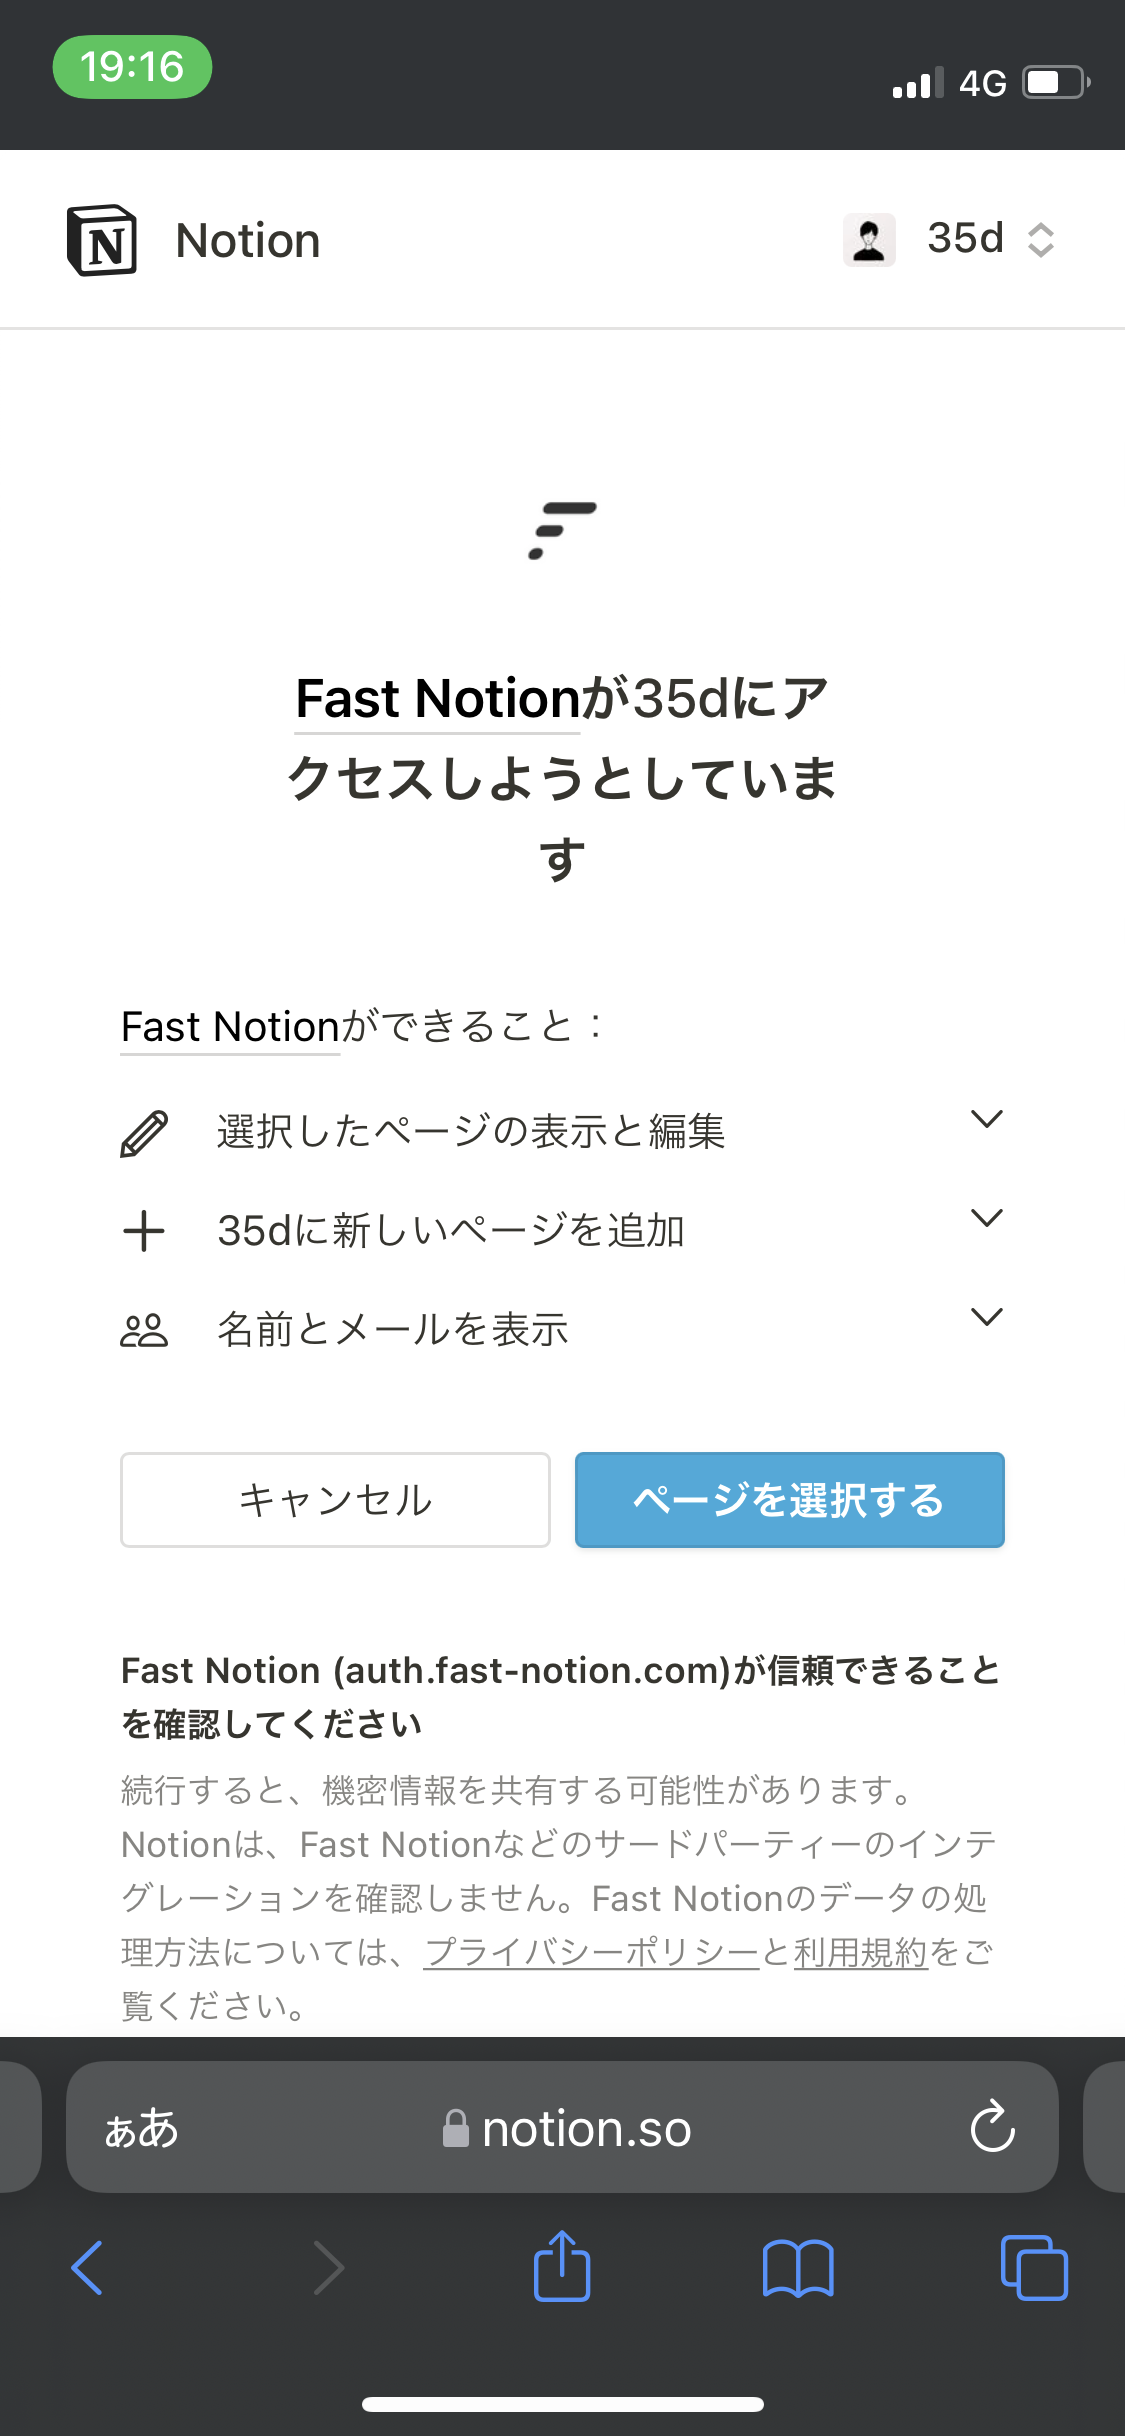 19:16
4G
Notion
35d
Fast Notionが35dにア
クセスしようとしていま
す
Fast Notionができること：
選択したページの表示と編集
35dに新しいページを追加
名前とメールを表示
キャンセル
ページを選択する
Fast Notion (auth.fast-notion.com)が信頼できること
を確認してください
続行すると、機密情報を共有する可能性があります。
Notionは、Fast Notionなどのサードパーティーのインテ
グレーションを確認しません。Fast Notionのデータの処
理方法については、プライバシーポリシーと利用規約をご
覧ください。
ぁあ
notion.so